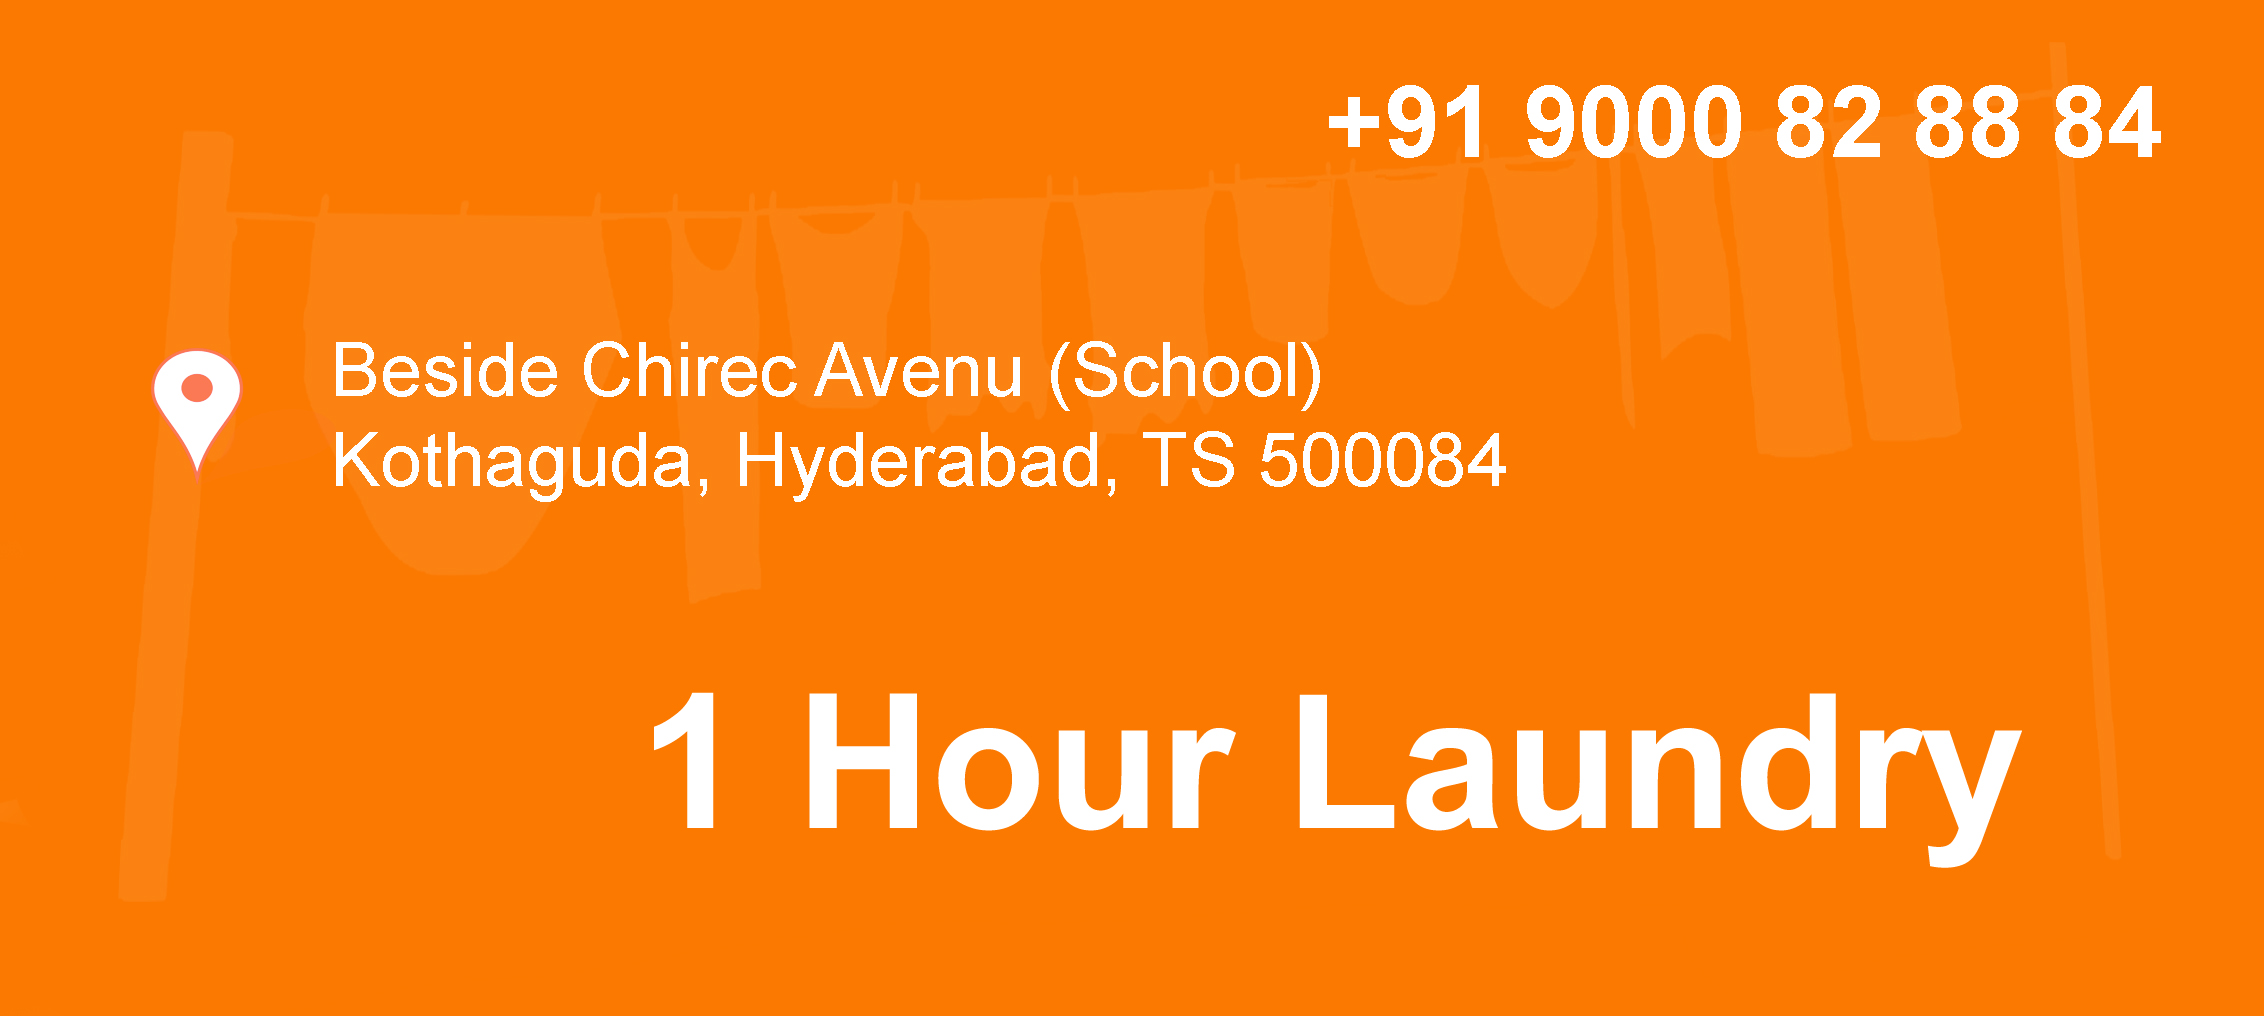 +91 9000 82 88 84
Beside Chirec Avenu (School)
Kothaguda, Hyderabad, TS 500084
1 Hour Laundry